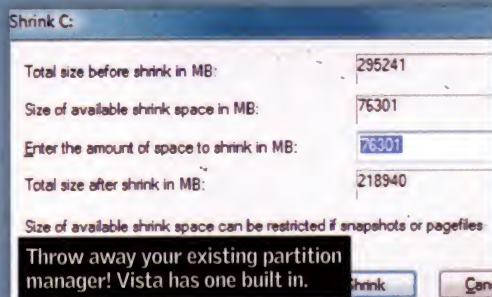 Shrink C:
Total size before shrink in MB: 295241
Size of available shrink space in MB: 76301
Enter the amount of space to shrink in MB: 76301
Total size after shrink in MB: 218940
Size of available shrink space can be restricted if snapshots or pagefiles
Throw away your existing partition
manager! Vista has one built in.
Shrink